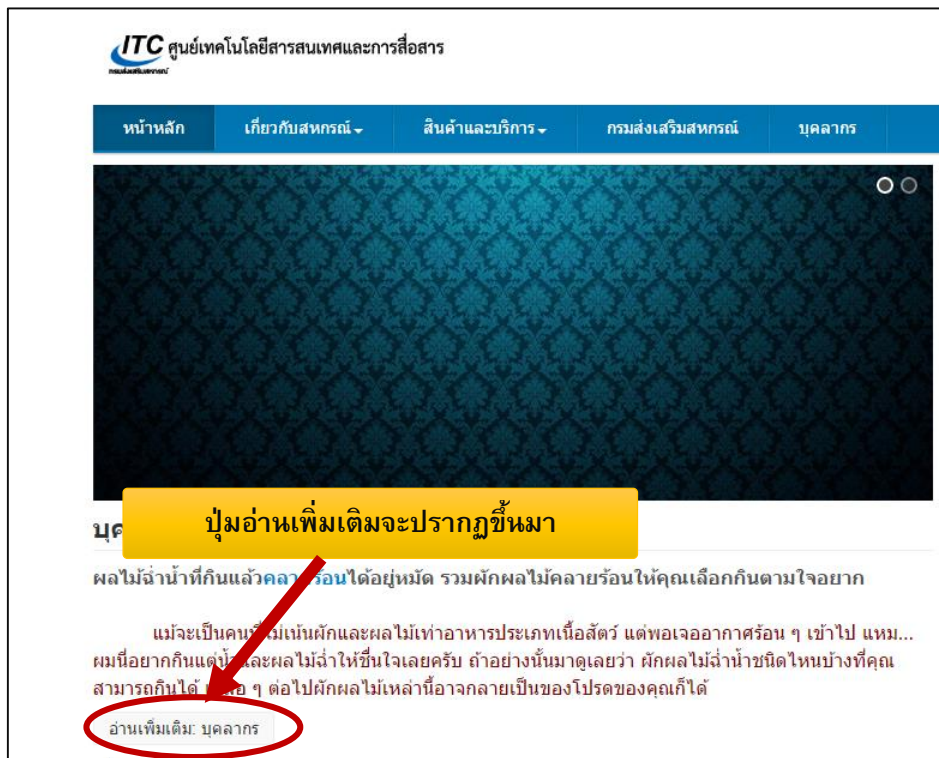 ITC ศูนย์เทคโนโลยีสารสนเทศและการสื่อสาร
กรมส่งเสริมสหกรณ์
หน้าหลัก เกี่ยวกับสหกรณ์ สินค้าและบริการ กรมส่งเสริมสหกรณ์ บุคลากร
ปุ่มอ่านเพิ่มเติมจะปรากฏขึ้นมา
ผลไม้ฉ่ำน้ำที่กินแล้วคลายร้อนได้อยู่หมัด รวมผักผลไม้คลายร้อนให้คุณเลือกกินตามใจอยาก
แม้จะเป็นคนที่ไม่เน้นผักและผลไม้เท่าอาหารประเภทเนื้อสัตว์ แต่พอเจออากาศร้อน ๆ เข้าไป แหม...
ผมนี่อยากกินแต่น้ำและผลไม้ฉ่ำให้ชื่นใจเลยครับ ถ้าอย่างนั้นมาดูเลยว่า ผักผลไม้ฉ่ำน้ำชนิดไหนบ้างที่คุณ
สามารถกินได้ ๆ ต่อไปผักผลไม้เหล่านี้อาจกลายเป็นของโปรดของคุณก็ได้
อ่านเพิ่มเติม: บุคลากร